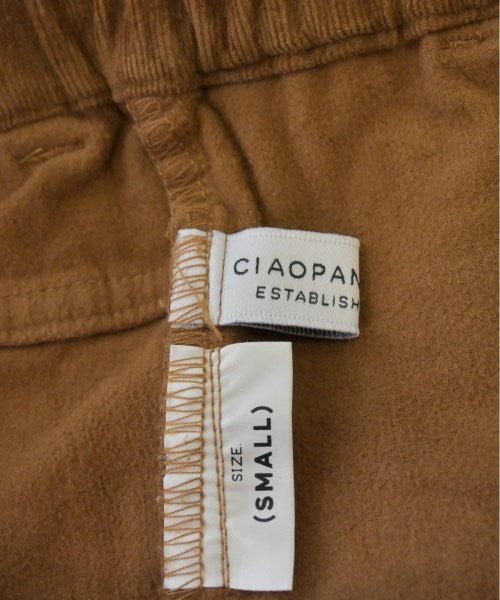 CIAOPAN
ESTABLISH
SIZE.
(SMALL)